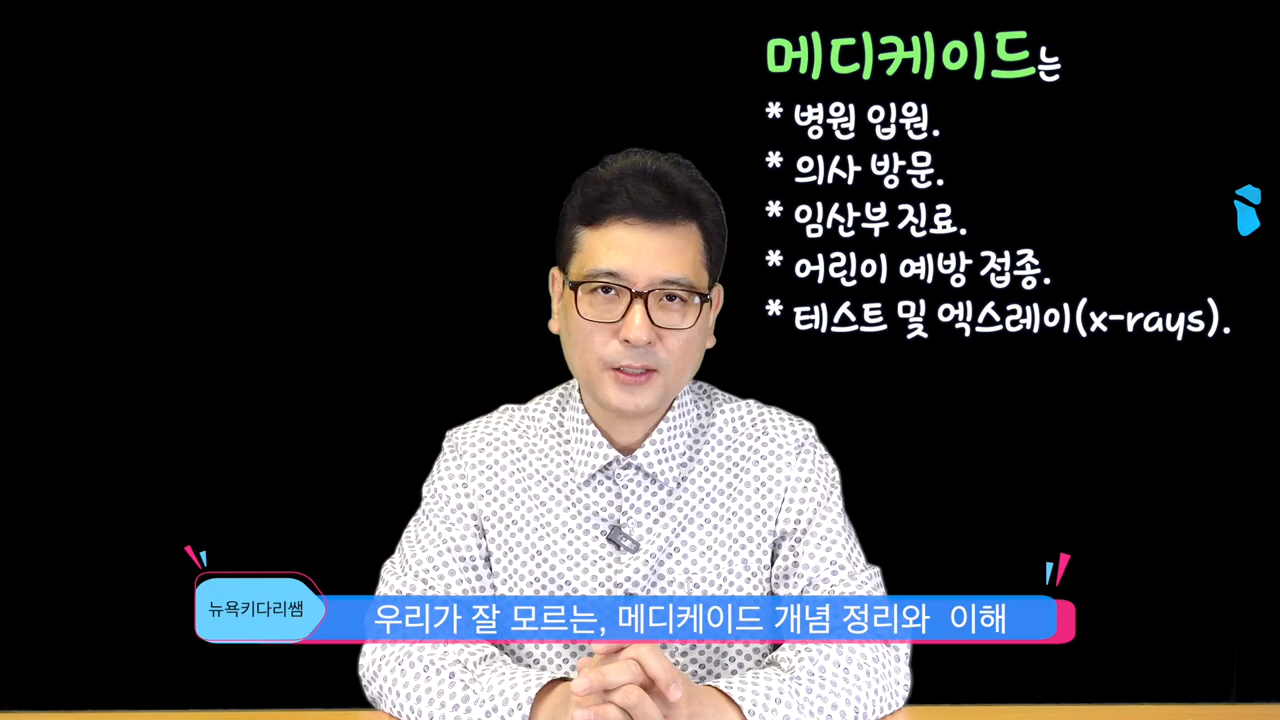 메디케이드는
* 병원 입원.
* 의사 방문.
* 임산부 진료.
* 어린이 예방 접종.
* 테스트 및 엑스레이(x-rays).
뉴욕키다리쌤
우리가 잘 모르는, 메디케이드 개념 정리와 이해